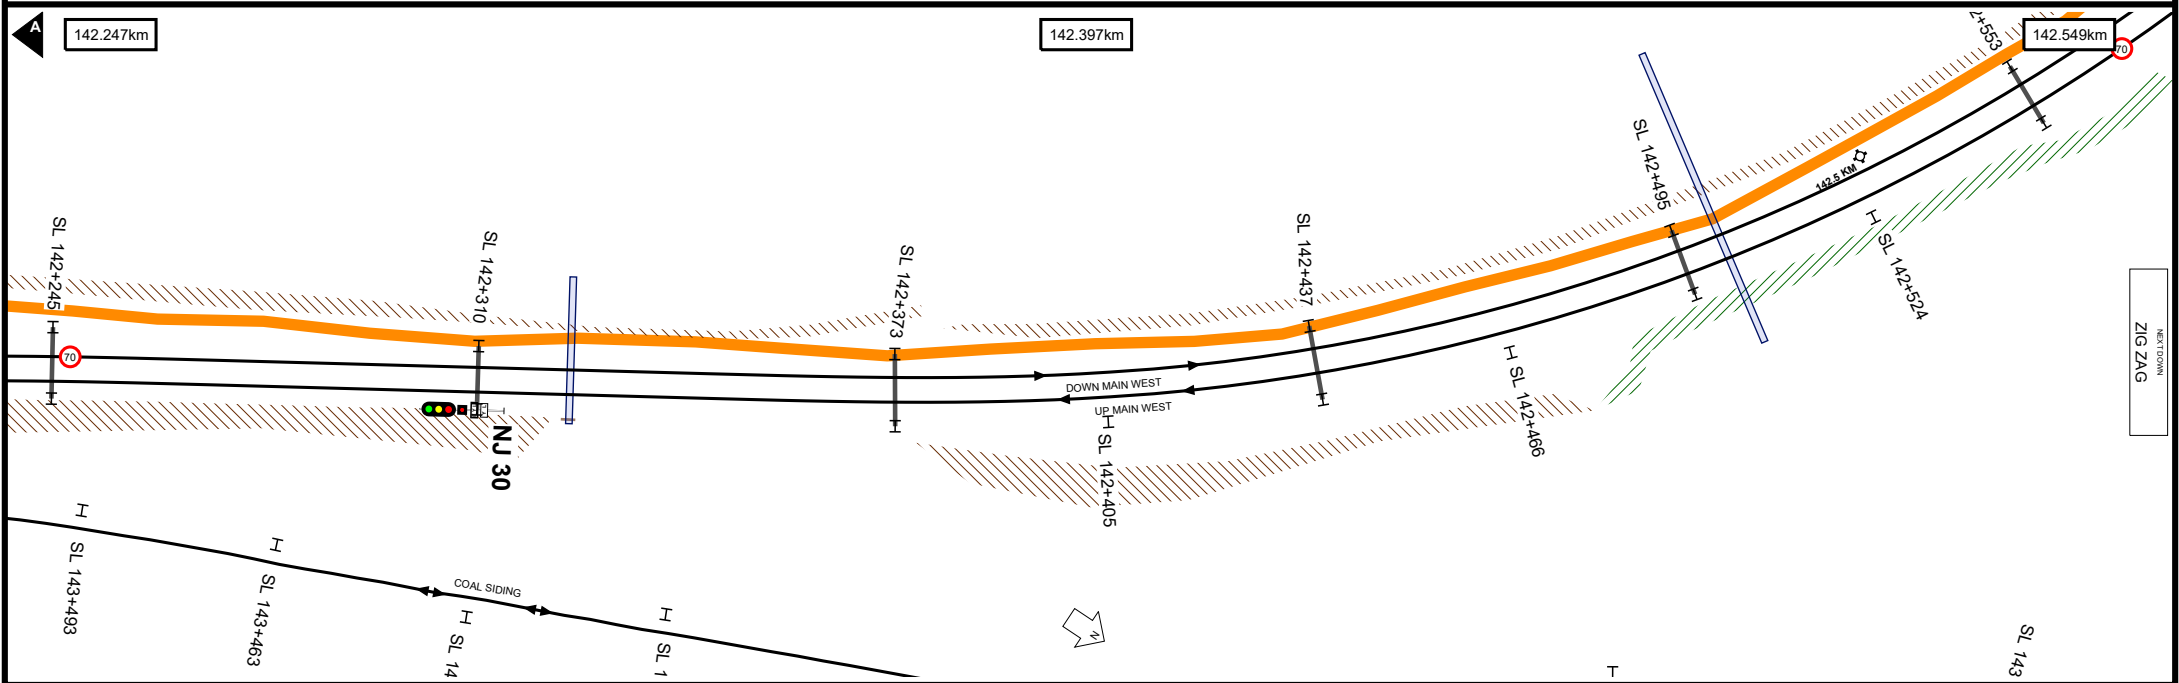 A
142.247km
142.397km
142.549km
2+553
70
142.5 KM
SL 142+245
SL 142+310
SL 142+373
SL 142+437
SL 142+495
SL 142+524
70
DOWN MAIN WEST
UP MAIN WEST
NJ 30
SL 142+405
SL 142+466
NEXT DOWN
ZIG ZAG
SL 143+493
SL 143+463
COAL SIDING
SL 14
SL 1
N
SL 143